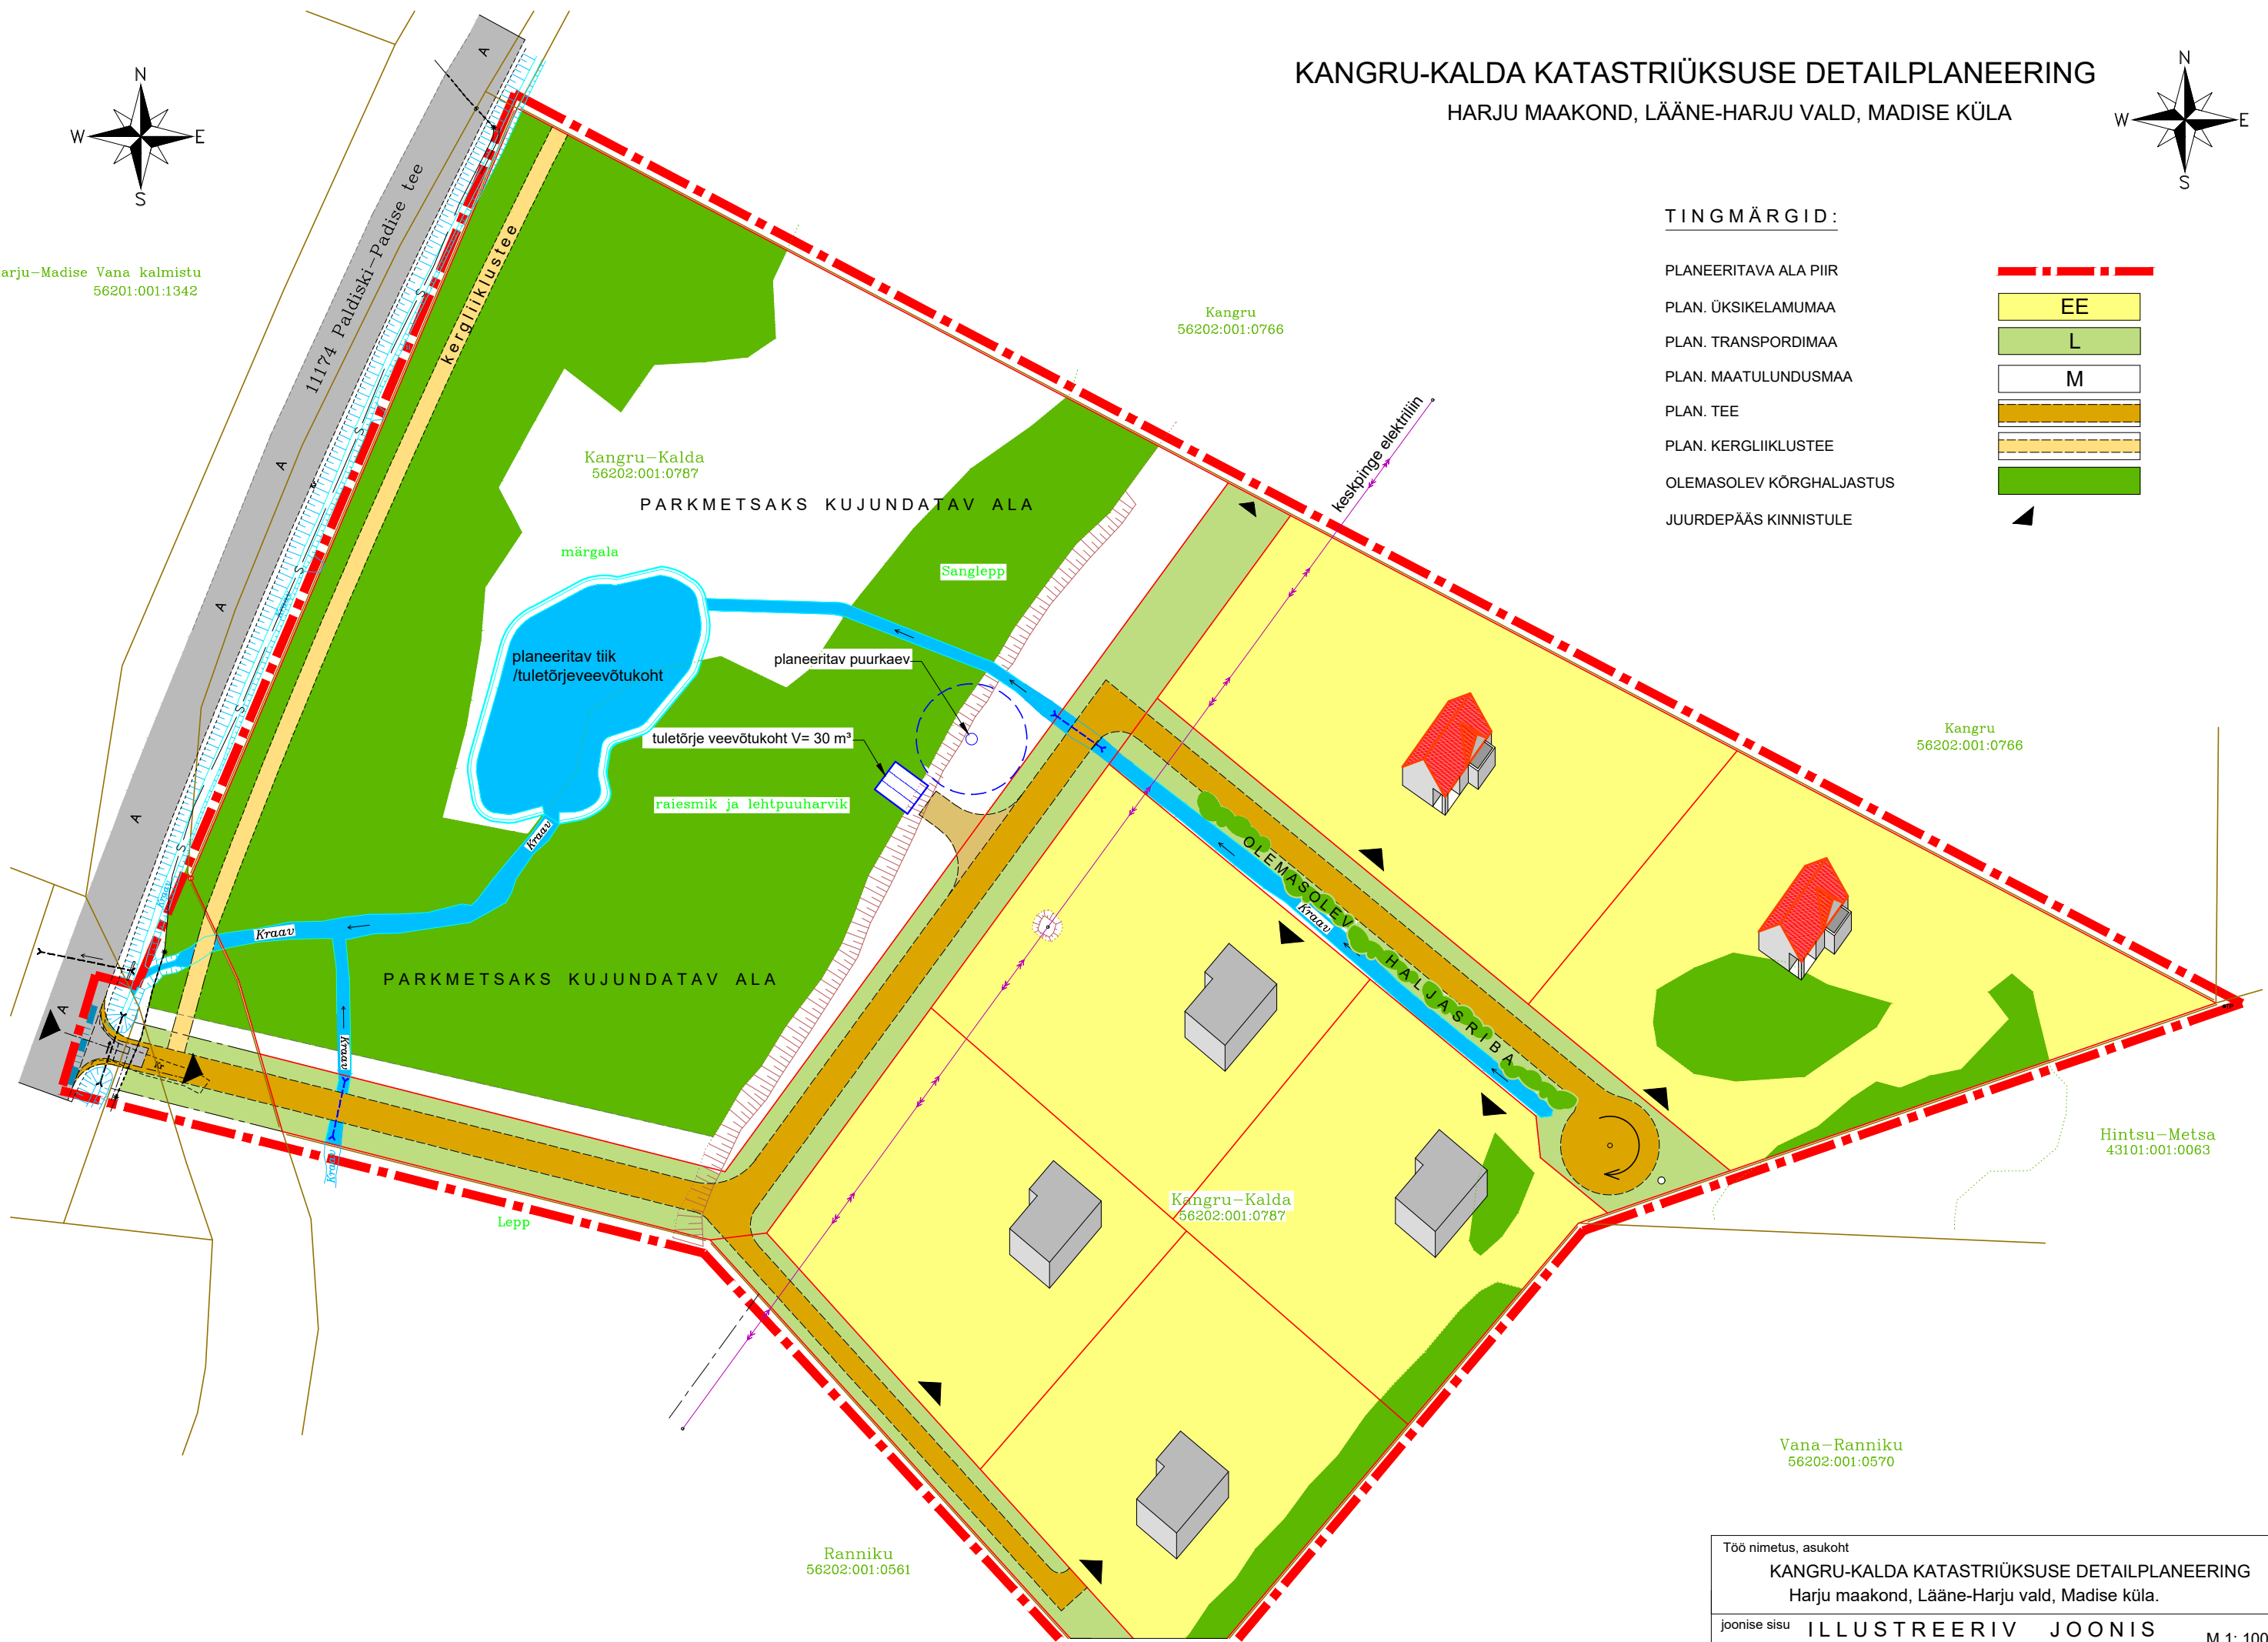 KANGRU-KALDA KATASTRIÜKSUSE DETAILPLANEERING
HARJU MAAKOND, LÄÄNE-HARJU VALD, MADISE KÜLA
N
W E
S
N
W E
S
TINGMÄRGID:
PLANEERITAVA ALA PIIR
PLAN. ÜKSIKELAMUMAA
EE
PLAN. TRANSPORDIMAA
L
PLAN. MAATULUNDUSMAA
M
PLAN. TEE
PLAN. KERGLIIKLUSTEE
OLEMASOLEV KÕRGHALJASTUS
JUURDEPÄÄS KINNISTULE
arju-Madise Vana kalmistu
56201:001:1342
11174 Paldiski-Padise tee
A
A
A
A
A
S
S
S
S
S
kergliiklustee
Kangru
56202:001:0766
keskpinge elektriliin
Kangru-Kalda
56202:001:0787
PARKMETSAKS KUJUNDATAV ALA
märgala
Sanglepp
planeeritav tiik
/tuletõrjeveevõtukoht
planeeritav puurkaev
tuletõrje veevõtukoht V= 30 m³
raiesmik ja lehtpuuharvik
Kangru
56202:001:0766
Kraav
Kraav
Kraav
Kraav
Kraav
OLEMASOLEV HALJASRIBA
Kraav
PARKMETSAKS KUJUNDATAV ALA
Hintsu-Metsa
43101:001:0063
Kangru-Kalda
56202:001:0787
Lepp
Vana-Ranniku
56202:001:0570
Ranniku
56202:001:0561
Töö nimetus, asukoht
KANGRU-KALDA KATASTRIÜKSUSE DETAILPLANEERING
Harju maakond, Lääne-Harju vald, Madise küla.
joonise sisu
ILLUSTREERIV JOONIS
M 1: 100